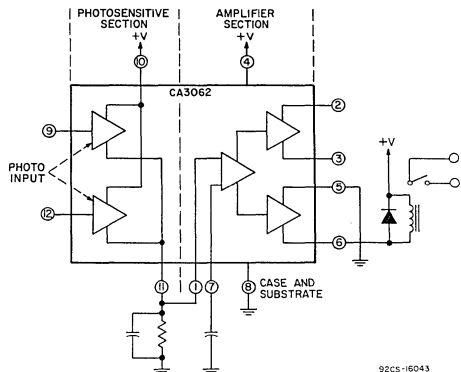 PHOTOSENSITIVE
SECTION
+V
AMPLIFIER
SECTION
+V
10
4
CA3062
9
2
3
+V
PHOTO
INPUT
5
12
6
11
1
7
8
CASE AND
SUBSTRATE
92CS-16043